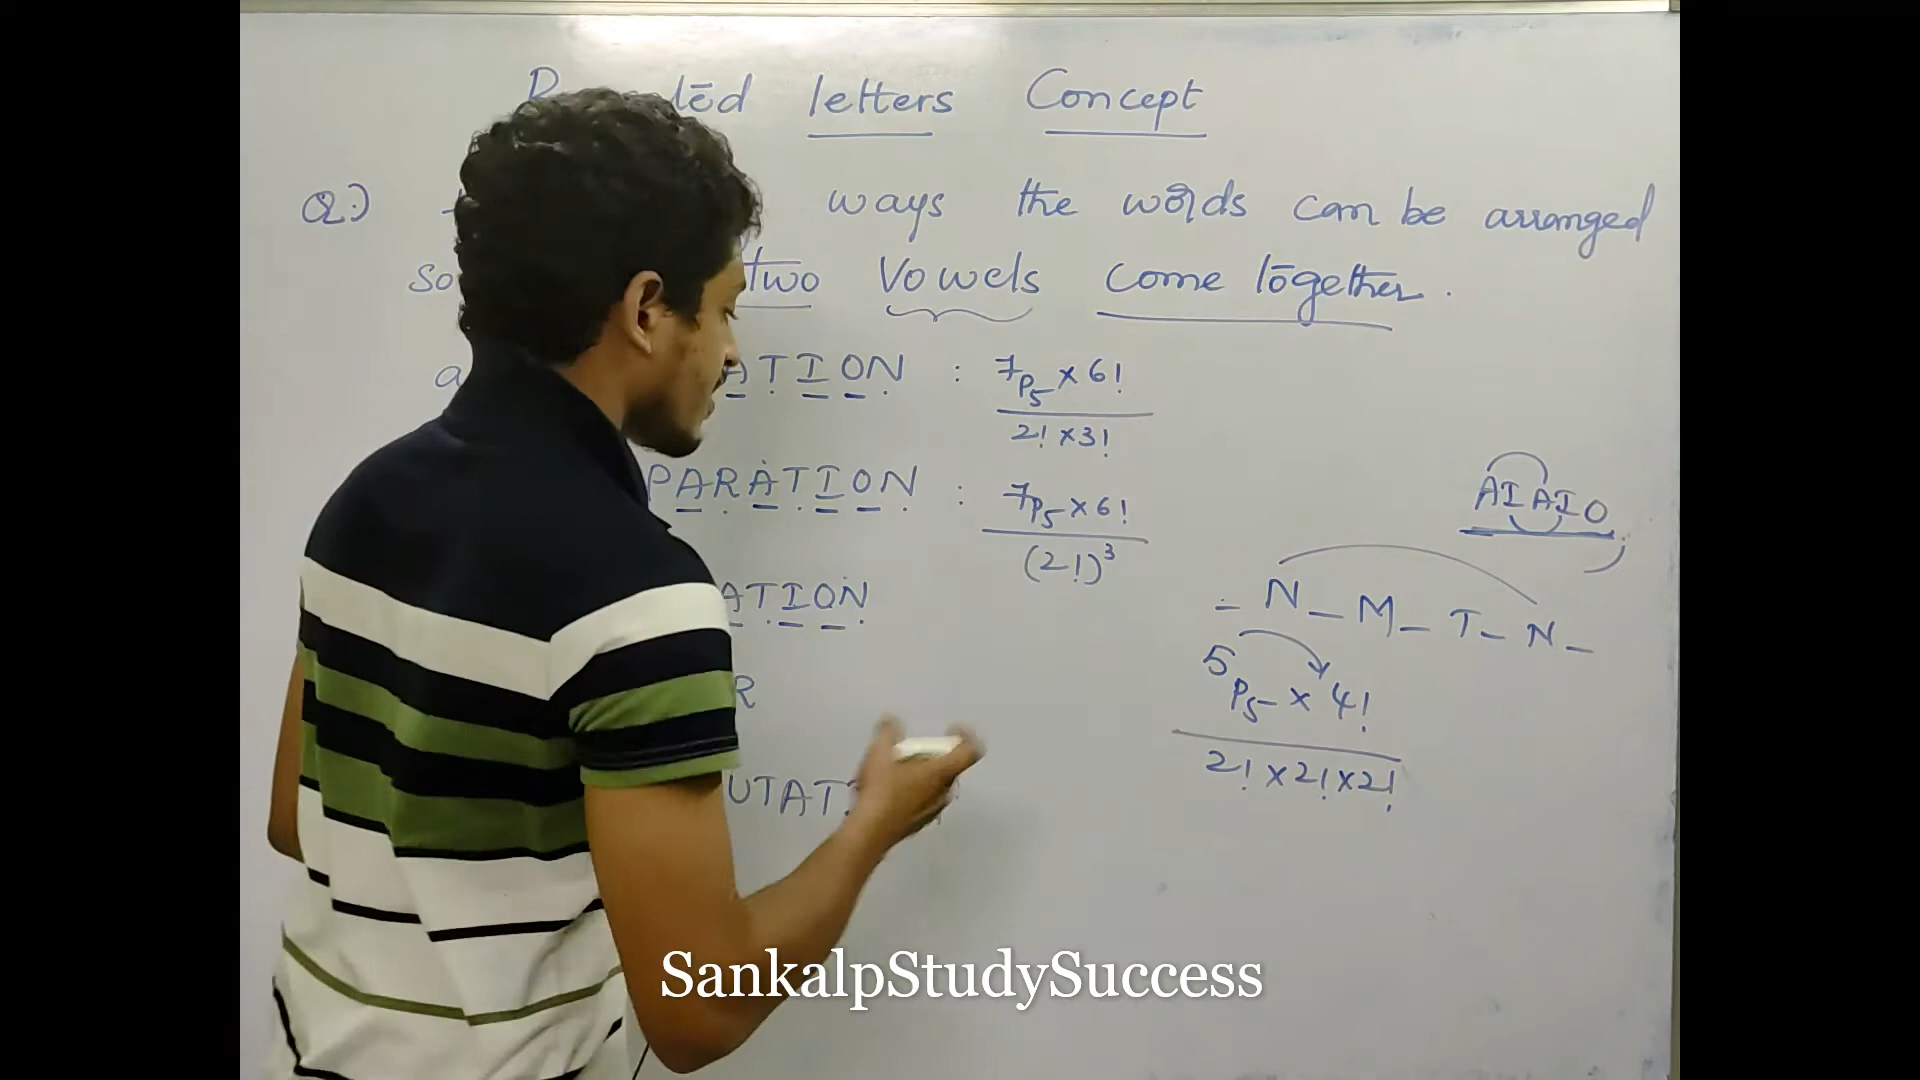 letters Concept
Q.) ways the words can be arranged
so two Vowels come together.
a ATION : 7P5 × 6!
2! × 3!
PARATION : 7P5 × 6!
(2!)³
AIAIO
ATION
_ N _ M _ T _ N _
5P5 × 4!
2! × 2! × 2!
R
UTAT
SankalpStudySuccess